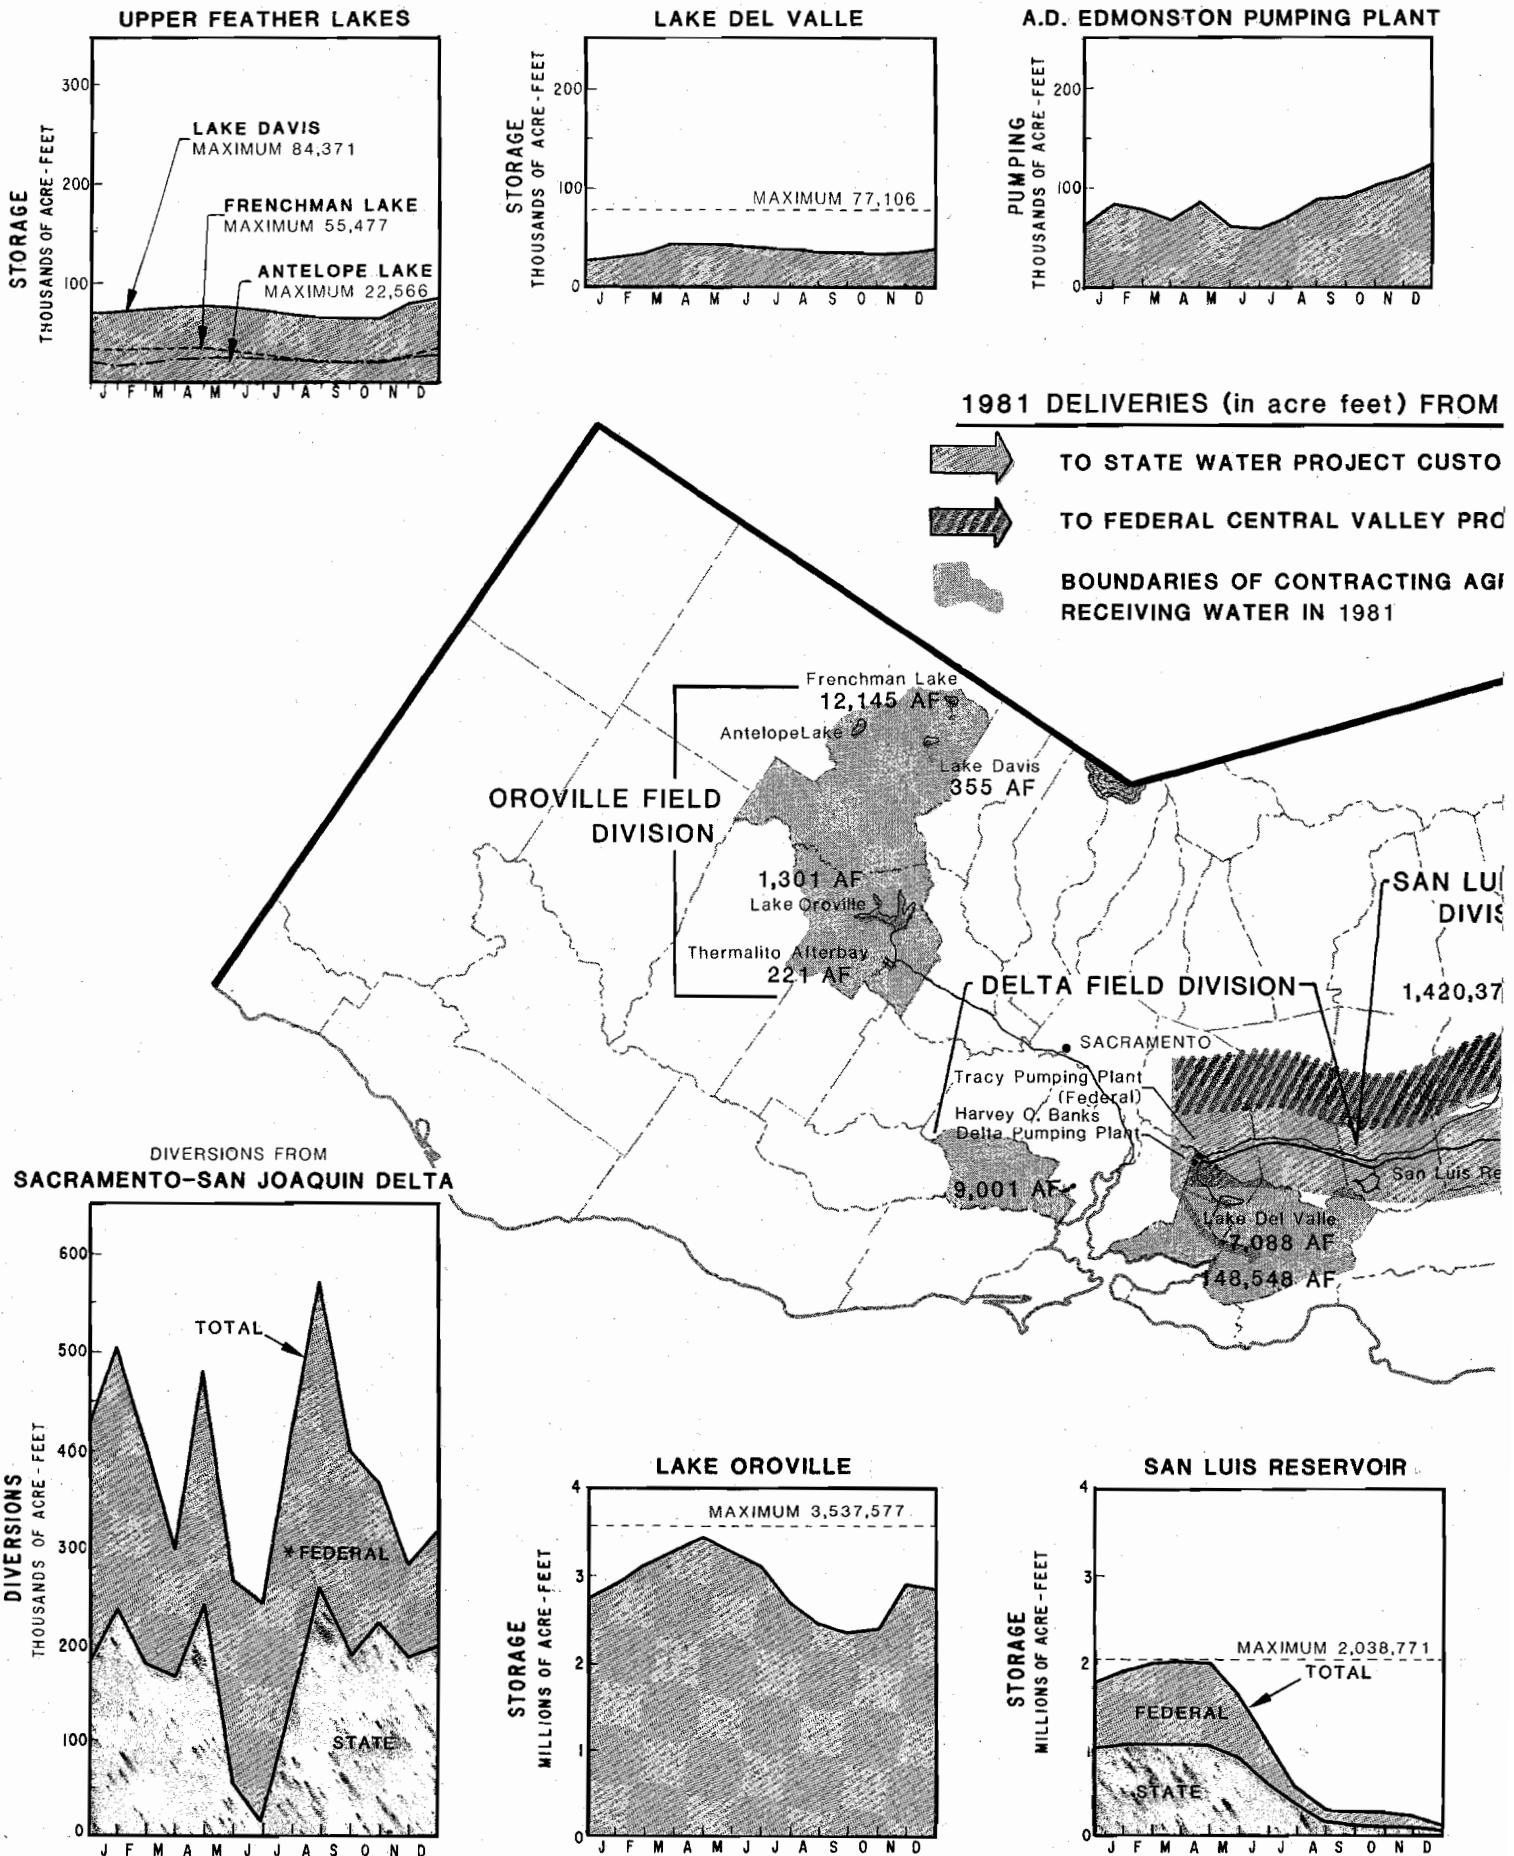 UPPER FEATHER LAKES
STORAGE
THOUSANDS OF ACRE-FEET
300
200
100
LAKE DAVIS
MAXIMUM 84,371
FRENCHMAN LAKE
MAXIMUM 55,477
ANTELOPE LAKE
MAXIMUM 22,566
J F M A M J J A S O N D
LAKE DEL VALLE
STORAGE
THOUSANDS OF ACRE-FEET
200
100
0
MAXIMUM 77,106
J F M A M J J A S O N D
A.D. EDMONSTON PUMPING PLANT
PUMPING
THOUSANDS OF ACRE-FEET
200
100
0
J F M A M J J A S O N D
1981 DELIVERIES (in acre feet) FROM
TO STATE WATER PROJECT CUSTO
TO FEDERAL CENTRAL VALLEY PRO
BOUNDARIES OF CONTRACTING AGE
RECEIVING WATER IN 1981
Frenchman Lake
12,145 AF
AntelopeLake
Lake Davis
355 AF
OROVILLE FIELD
DIVISION
1,301 AF
Lake Oroville
Thermalito Afterbay
221 AF
SAN LUI
DIVIS
DELTA FIELD DIVISION
1,420,37
SACRAMENTO
Tracy Pumping Plant
(Federal)
Harvey O. Banks
Delta Pumping Plant
San Luis Re
9,001 AF
Lake Del Valle
7,088 AF
148,548 AF
DIVERSIONS FROM
SACRAMENTO-SAN JOAQUIN DELTA
DIVERSIONS
THOUSANDS OF ACRE-FEET
600
500
400
300
200
100
0
TOTAL
*FEDERAL
STATE
J F M A M J J A S O N D
LAKE OROVILLE
STORAGE
MILLIONS OF ACRE-FEET
4
3
2
1
0
MAXIMUM 3,537,577
J F M A M J J A S O N D
SAN LUIS RESERVOIR
STORAGE
MILLIONS OF ACRE-FEET
4
3
2
1
0
MAXIMUM 2,038,771
TOTAL
FEDERAL
STATE
J F M A M J J A S O N D